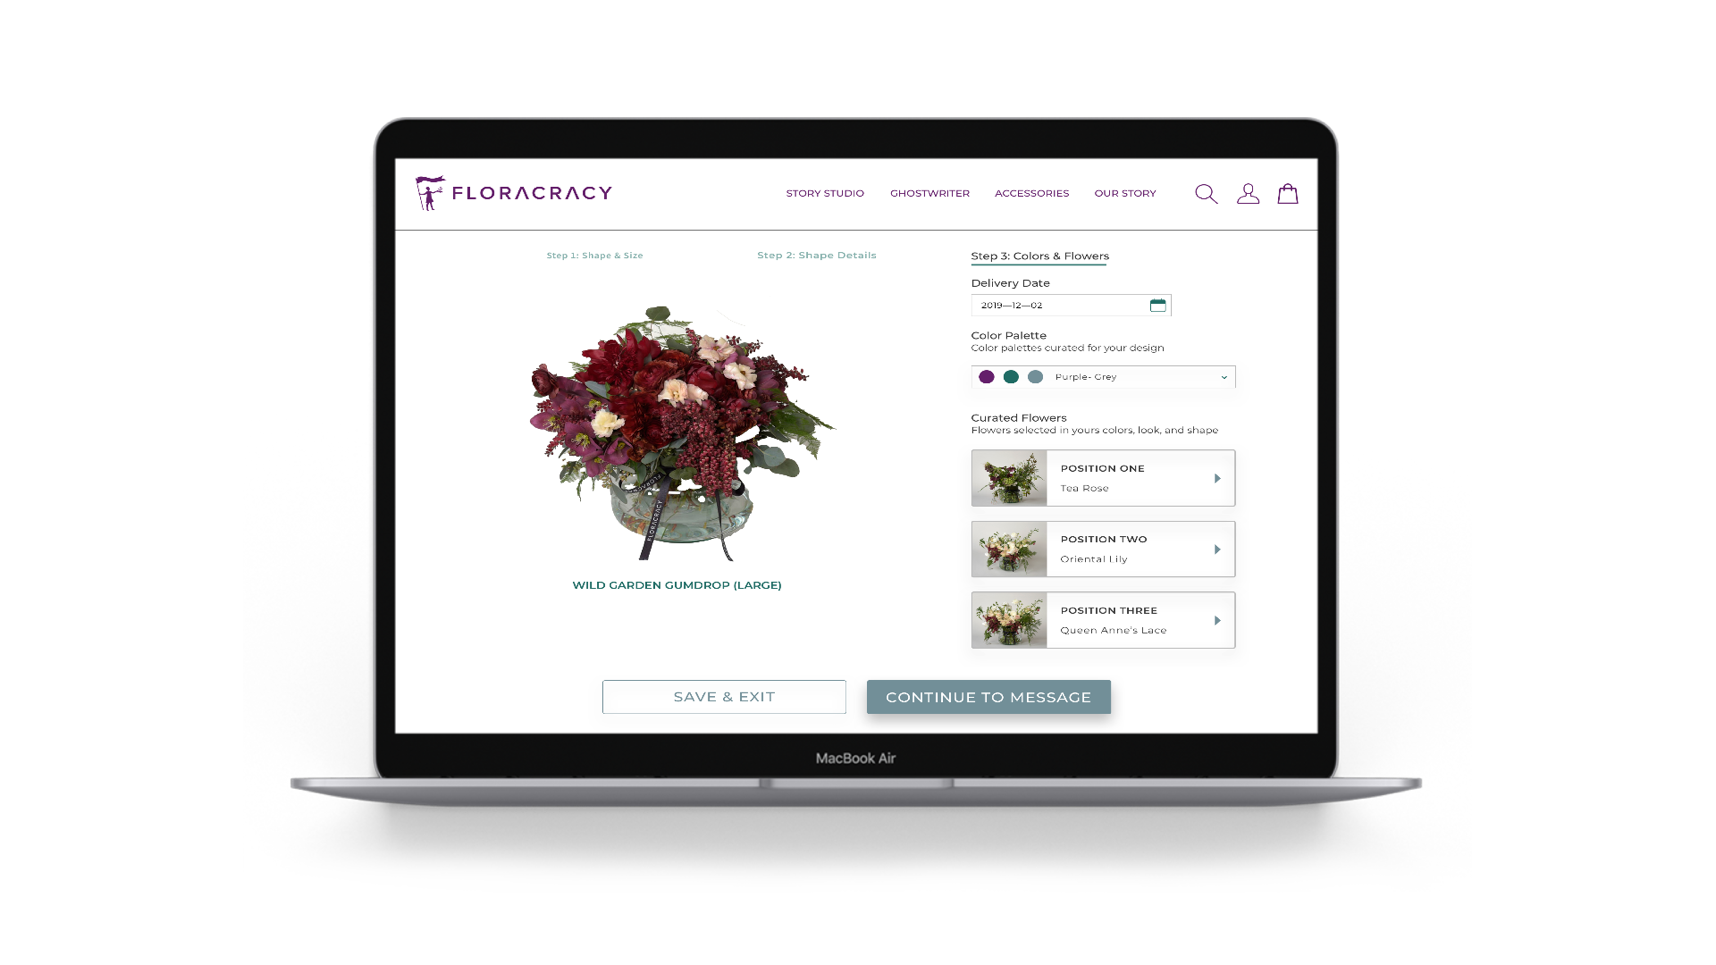 FLORACRACY
STORY STUDIO
GHOSTWRITER
ACCESSORIES
OUR STORY
Step 1: Shape & Size
Step 2: Shape Details
Step 3: Colors & Flowers
Delivery Date
2019—12—02
Color Palette
Color palettes curated for your design
Purple- Grey
Curated Flowers
Flowers selected in yours colors, look, and shape
POSITION ONE
Tea Rose
POSITION TWO
Oriental Lily
POSITION THREE
Queen Anne's Lace
FLORACRACY
FLORACRACY
WILD GARDEN GUMDROP (LARGE)
SAVE & EXIT
CONTINUE TO MESSAGE
MacBook Air